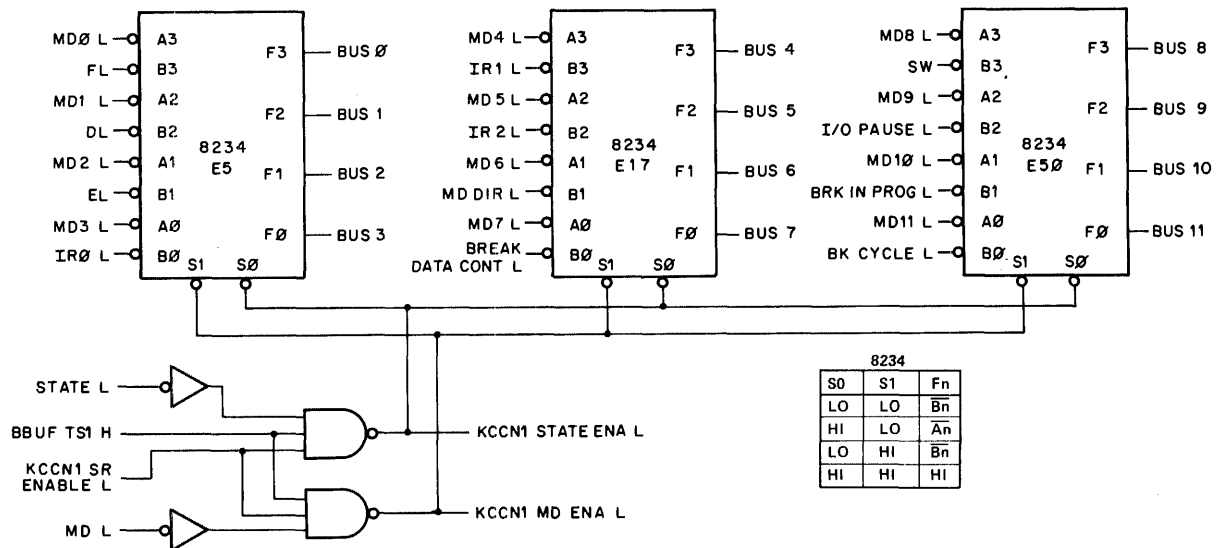 MDØ L
FL
MD1 L
DL
MD2 L
EL
MD3 L
IRØ L
A3
B3
A2
B2
A1
B1
AØ
BØ
8234
E5
F3
F2
F1
FØ
S1
SØ
BUS Ø
BUS 1
BUS 2
BUS 3
MD4 L
IR1 L
MD5 L
IR2 L
MD6 L
MD DIR L
MD7 L
BREAK
DATA CONT L
A3
B3
A2
B2
A1
B1
AØ
BØ
8234
E17
F3
F2
F1
FØ
S1
SØ
BUS 4
BUS 5
BUS 6
BUS 7
MD8 L
SW
MD9 L
I/O PAUSE L
MD1Ø L
BRK IN PROG L
MD11 L
BK CYCLE L
A3
B3
A2
B2
A1
B1
AØ
BØ
8234
E5Ø
F3
F2
F1
FØ
S1
SØ
BUS 8
BUS 9
BUS 10
BUS 11
STATE L
BBUF TS1 H
KCCN1 SR
ENABLE L
MD L
KCCN1 STATE ENA L
KCCN1 MD ENA L
8234
S0 S1 Fn
LO LO B̅n̅
HI LO A̅n̅
LO HI B̅n̅
HI HI HI